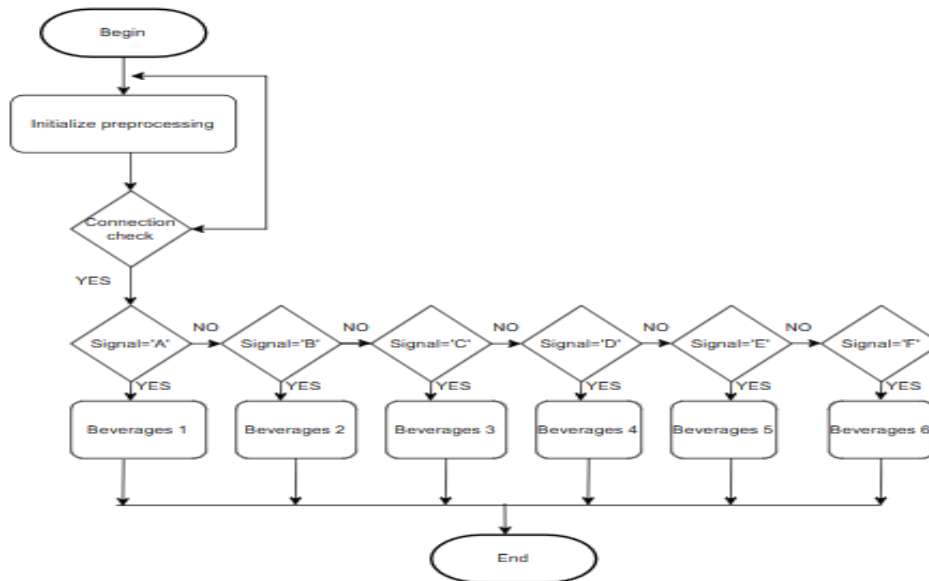 Begin
Initialize preprocessing
Connection
check
YES
Signal="A"
NO
Signal="B"
NO
Signal="C"
NO
Signal="D"
NO
Signal="E"
NO
Signal="F"
YES
YES
YES
YES
YES
YES
Beverages 1
Beverages 2
Beverages 3
Beverages 4
Beverages 5
Beverages 6
End